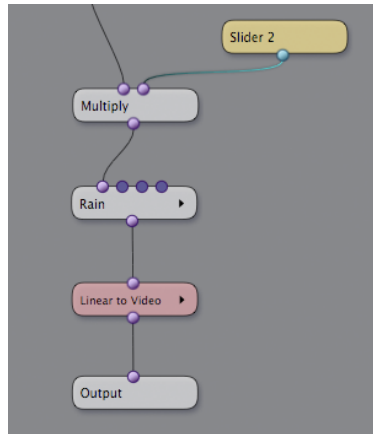 Slider 2
Multiply
Rain
Linear to Video
Output